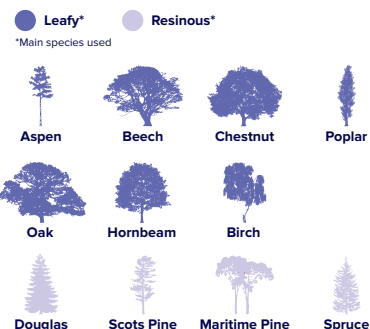 Leafy* Resinous*
*Main species used
Aspen Beech Chestnut Poplar
Oak Hornbeam Birch
Douglas Scots Pine Maritime Pine Spruce